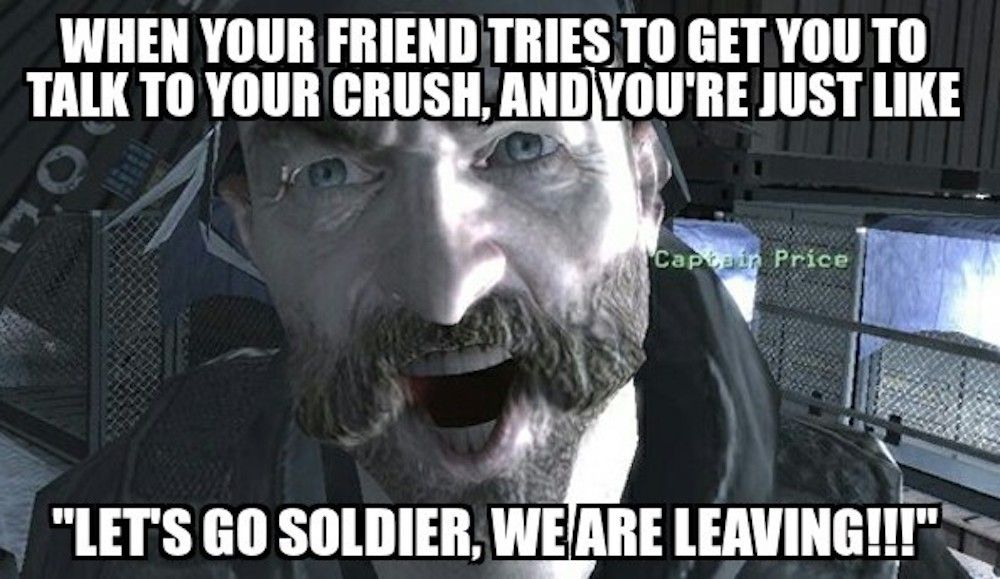 WHEN YOUR FRIEND TRIES TO GET YOU TO
TALK TO YOUR CRUSH, AND YOU'RE JUST LIKE
Captain Price
"LET'S GO SOLDIER, WE ARE LEAVING!!!"